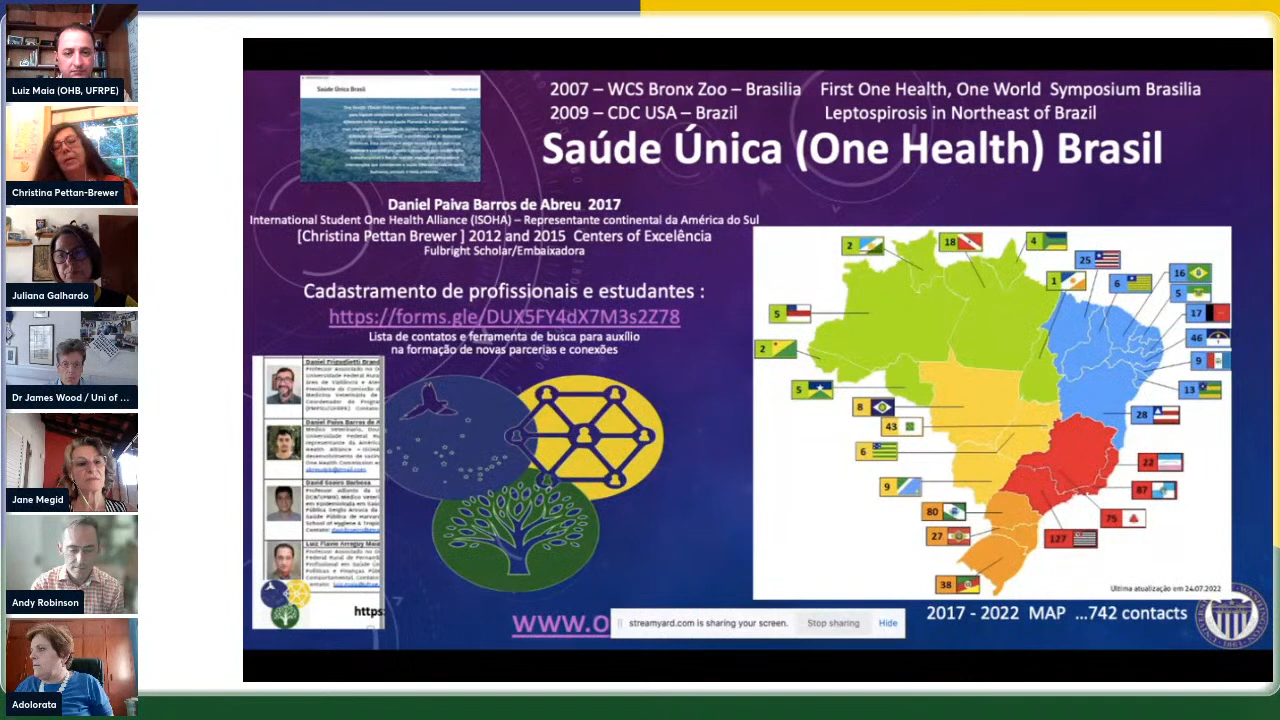 Luiz Maia (OHB, UFRPE)
Christina Pettan-Brewer
Juliana Galhardo
Dr James Wood / Uni of ...
Jane Megid
Andy Robinson
Adolorata
Saúde Única Brasil
2007 – WCS Bronx Zoo – Brasilia First One Health, One World Symposium Brasilia
2009 – CDC USA – Brazil Leptospirosis in Northeast of Brazil
Saúde Única (One Health) Brasil
Daniel Paiva Barros de Abreu 2017
International Student One Health Alliance (ISOHA) – Representante continental da América do Sul
[Christina Pettan Brewer ] 2012 and 2015 Centers of Excelência
Fulbright Scholar/Embaixadora
Cadastramento de profissionais e estudantes :
https://forms.gle/DUX5FY4dX7M3s2Z78
Lista de contatos e ferramenta de busca para auxílio
na formação de novas parcerias e conexões
https:
www.o
streamyard.com is sharing your screen.
Stop sharing
Hide
2
18
4
25
1
6
16
5
17
46
9
13
28
5
2
5
8
43
6
9
22
87
75
127
80
27
38
Ultima atualização em 24.07.2022
2017 - 2022 MAP ...742 contacts